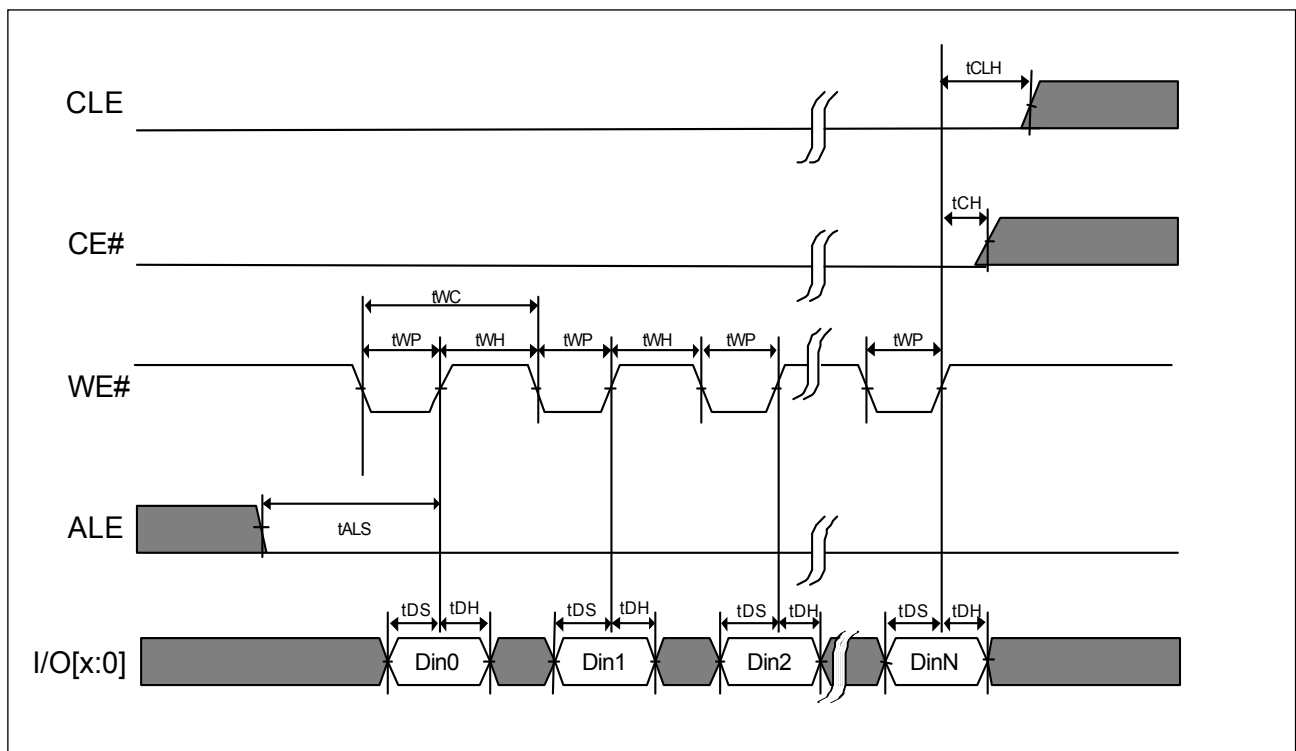 tCLH
CLE
tCH
CE#
tWC
tWP tWH tWP tWH tWP tWP
WE#
ALE
tALS
tDS tDH tDS tDH tDS tDH tDS tDH
I/O[x:0] Din0 Din1 Din2 DinN